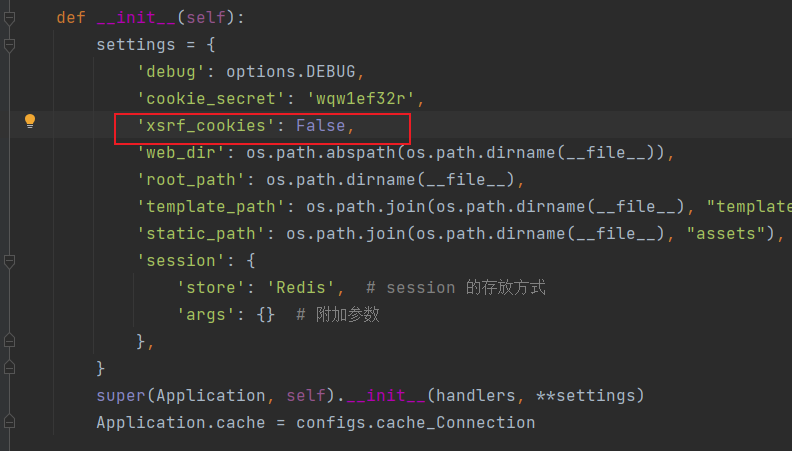 def __init__(self):
settings = {
'debug': options.DEBUG,
'cookie_secret': 'wqw1ef32r',
'xsrf_cookies': False,
'web_dir': os.path.abspath(os.path.dirname(__file__)),
'root_path': os.path.dirname(__file__),
'template_path': os.path.join(os.path.dirname(__file__), "template
'static_path': os.path.join(os.path.dirname(__file__), "assets"),
'session': {
'store': 'Redis',  # session 的存放方式
'args': {}  # 附加参数
},
}
super(Application, self).__init__(handlers, **settings)
Application.cache = configs.cache_Connection